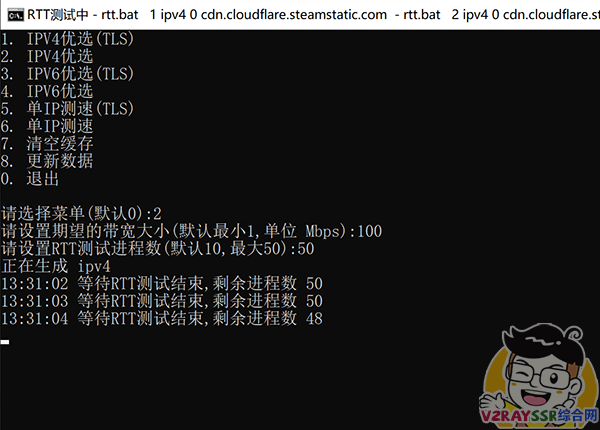 RTT测试中 - rtt.bat 1 ipv4 0 cdn.cloudflare.steamstatic.com - rtt.bat 2 ipv4 0 cdn.cloudflare.ste
1. IPV4优选(TLS)
2. IPV4优选
3. IPV6优选(TLS)
4. IPV6优选
5. 单IP测速(TLS)
6. 单IP测速
7. 清空缓存
8. 更新数据
0. 退出
请选择菜单(默认0):2
请设置期望的带宽大小(默认最小1,单位 Mbps):100
请设置RTT测试进程数(默认10,最大50):50
正在生成 ipv4
13:31:02 等待RTT测试结束,剩余进程数 50
13:31:03 等待RTT测试结束,剩余进程数 50
13:31:04 等待RTT测试结束,剩余进程数 48
V2RAYSSR综合网